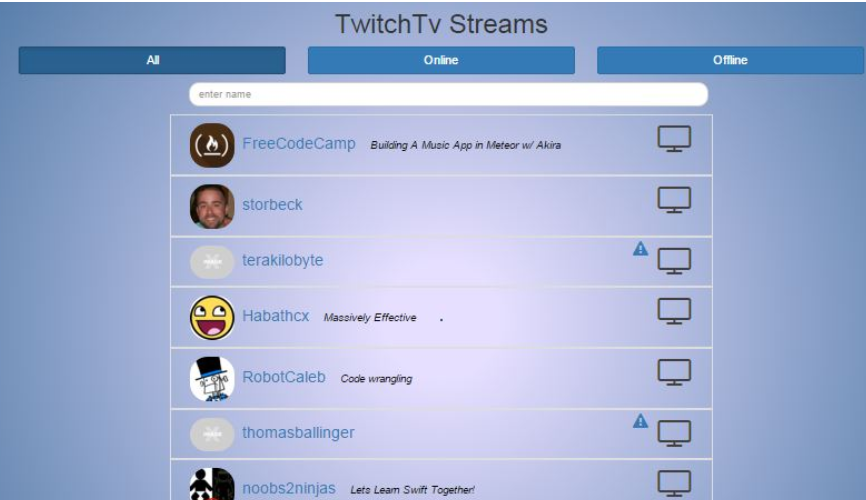 TwitchTv Streams
All Online Offline
enter name
FreeCodeCamp Building A Music App in Meteor w/ Akira
storbeck
terakilobyte
Habathcx Massively Effective .
RobotCaleb Code wrangling
thomasballinger
noobs2ninjas Lets Learn Swift Together!